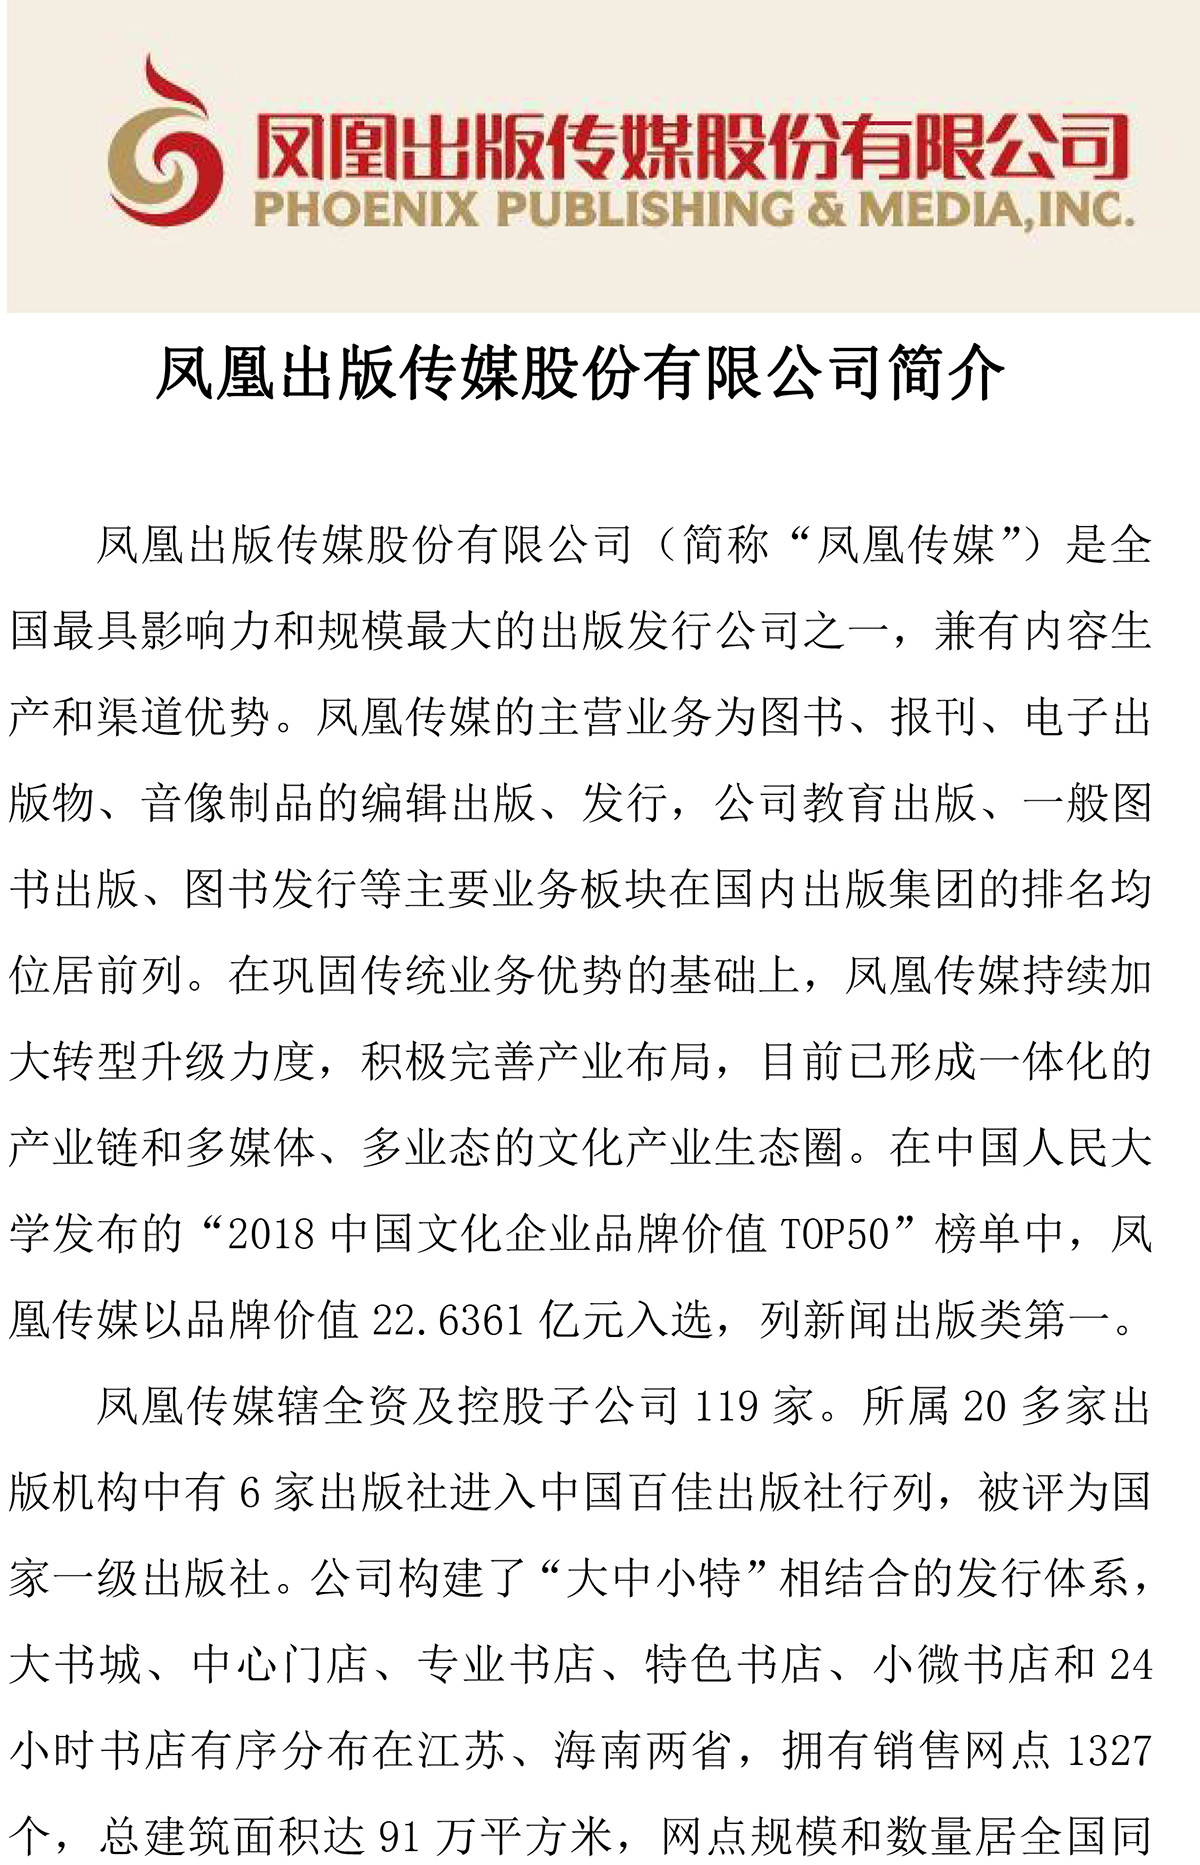 凤凰出版传媒股份有限公司
PHOENIX PUBLISHING & MEDIA,INC.
凤凰出版传媒股份有限公司简介
凤凰出版传媒股份有限公司（简称“凤凰传媒”）是全
国最具影响力和规模最大的出版发行公司之一，兼有内容生
产和渠道优势。凤凰传媒的主营业务为图书、报刊、电子出
版物、音像制品的编辑出版、发行，公司教育出版、一般图
书出版、图书发行等主要业务板块在国内出版集团的排名均
位居前列。在巩固传统业务优势的基础上，凤凰传媒持续加
大转型升级力度，积极完善产业布局，目前已形成一体化的
产业链和多媒体、多业态的文化产业生态圈。在中国人民大
学发布的“2018 中国文化企业品牌价值 TOP50”榜单中，凤
凰传媒以品牌价值 22.6361 亿元入选，列新闻出版类第一。
凤凰传媒辖全资及控股子公司 119 家。所属 20 多家出
版机构中有 6 家出版社进入中国百佳出版社行列，被评为国
家一级出版社。公司构建了“大中小特”相结合的发行体系，
大书城、中心门店、专业书店、特色书店、小微书店和 24
小时书店有序分布在江苏、海南两省，拥有销售网点 1327
个，总建筑面积达 91 万平方米，网点规模和数量居全国同